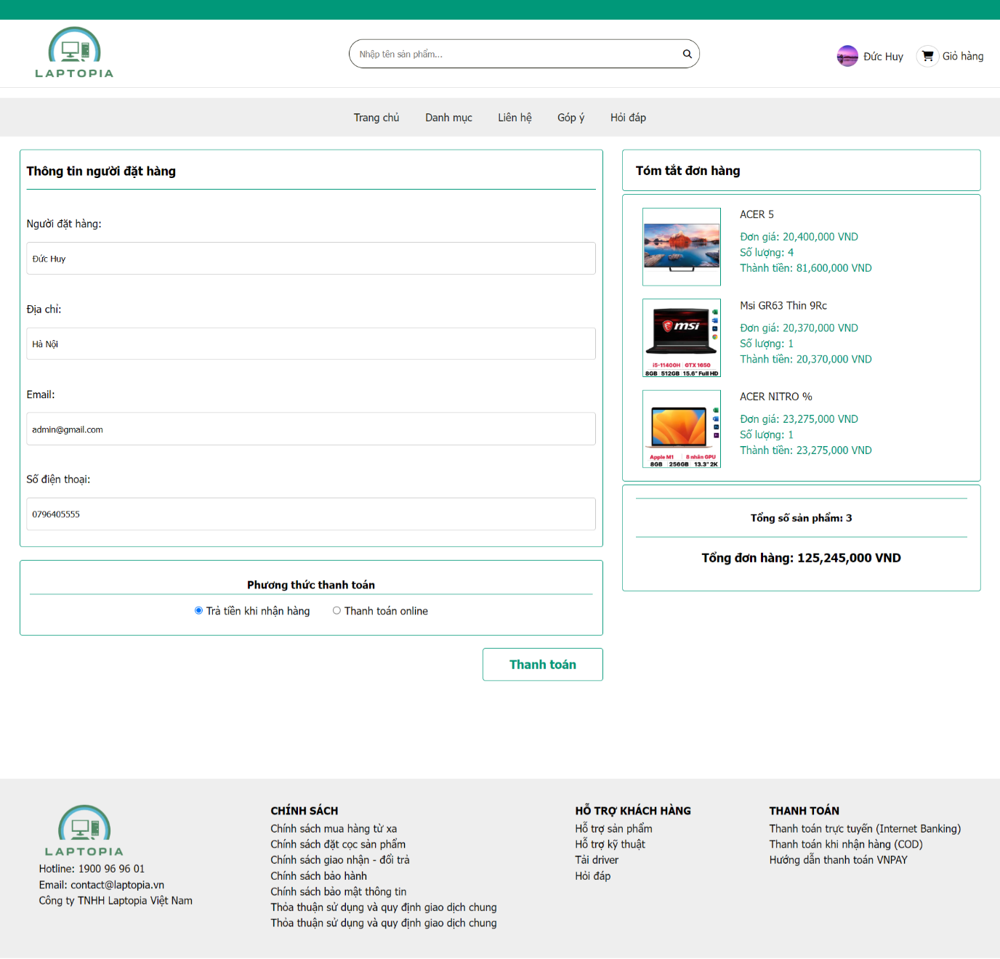 LAPTOPIA
Nhập tên sản phẩm...
Đức Huy
Giỏ hàng
Trang chủ
Danh mục
Liên hệ
Góp ý
Hỏi đáp
Thông tin người đặt hàng
Người đặt hàng:
Đức Huy
Địa chỉ:
Hà Nội
Email:
admin@gmail.com
Số điện thoại:
0796405555
Phương thức thanh toán
Trả tiền khi nhận hàng
Thanh toán online
Thanh toán
Tóm tắt đơn hàng
ACER 5
Đơn giá: 20,400,000 VND
Số lượng: 4
Thành tiền: 81,600,000 VND
msi
i5-11400H GTX 1650
8GB 512GB 15.6" Full HD
Msi GR63 Thin 9Rc
Đơn giá: 20,370,000 VND
Số lượng: 1
Thành tiền: 20,370,000 VND
Apple M1 8 nhân GPU
8GB 256GB 13.3" 2K
ACER NITRO %
Đơn giá: 23,275,000 VND
Số lượng: 1
Thành tiền: 23,275,000 VND
Tổng số sản phẩm: 3
Tổng đơn hàng: 125,245,000 VND
LAPTOPIA
Hotline: 1900 96 96 01
Email: contact@laptopia.vn
Công ty TNHH Laptopia Việt Nam
CHÍNH SÁCH
Chính sách mua hàng từ xa
Chính sách đặt cọc sản phẩm
Chính sách giao nhận - đổi trả
Chính sách bảo hành
Chính sách bảo mật thông tin
Thỏa thuận sử dụng và quy định giao dịch chung
Thỏa thuận sử dụng và quy định giao dịch chung
HỖ TRỢ KHÁCH HÀNG
Hỗ trợ sản phẩm
Hỗ trợ kỹ thuật
Tải driver
Hỏi đáp
THANH TOÁN
Thanh toán trực tuyến (Internet Banking)
Thanh toán khi nhận hàng (COD)
Hướng dẫn thanh toán VNPAY